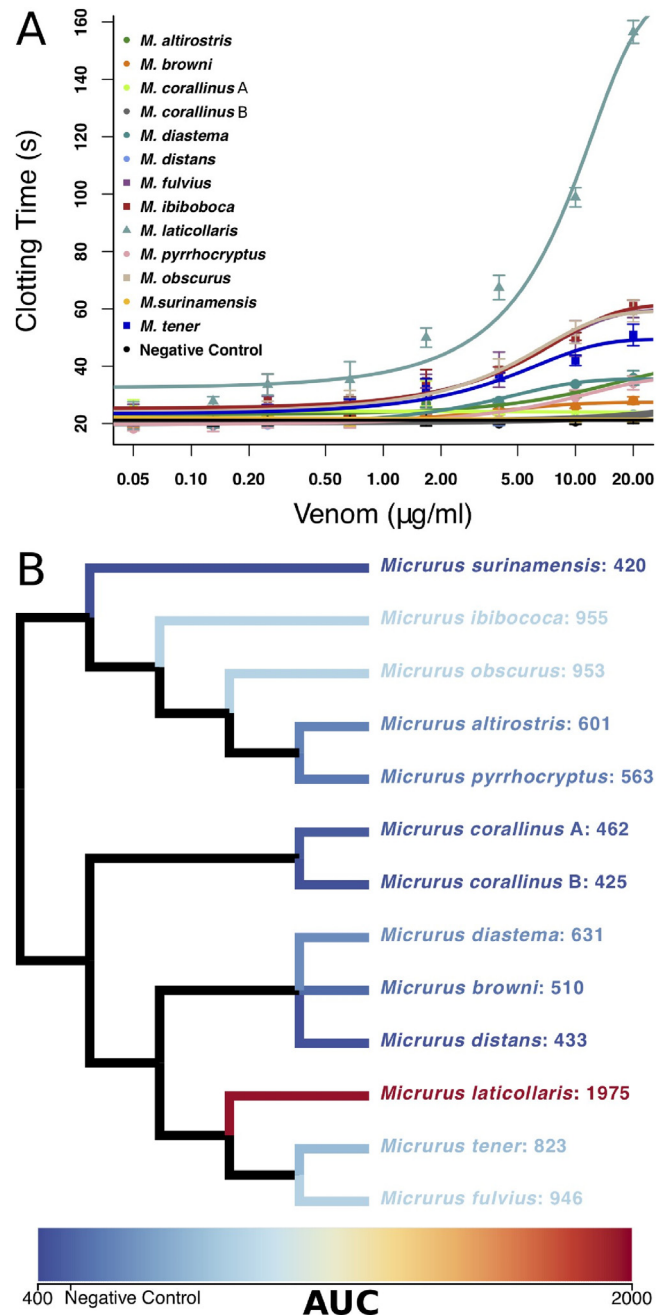 A
160
140
120
100
80
60
40
20
Clotting Time (s)
M. altirostris
M. browni
M. corallinus A
M. corallinus B
M. diastema
M. distans
M. fulvius
M. ibiboboca
M. laticollaris
M. pyrrhocryptus
M. obscurus
M.surinamensis
M. tener
Negative Control
0.05 0.10 0.20 0.50 1.00 2.00 5.00 10.00 20.00
Venom (µg/ml)
B
Micrurus surinamensis: 420
Micrurus ibibococa: 955
Micrurus obscurus: 953
Micrurus altirostris: 601
Micrurus pyrrhocryptus: 563
Micrurus corallinus A: 462
Micrurus corallinus B: 425
Micrurus diastema: 631
Micrurus browni: 510
Micrurus distans: 433
Micrurus laticollaris: 1975
Micrurus tener: 823
Micrurus fulvius: 946
400 Negative Control AUC 2000